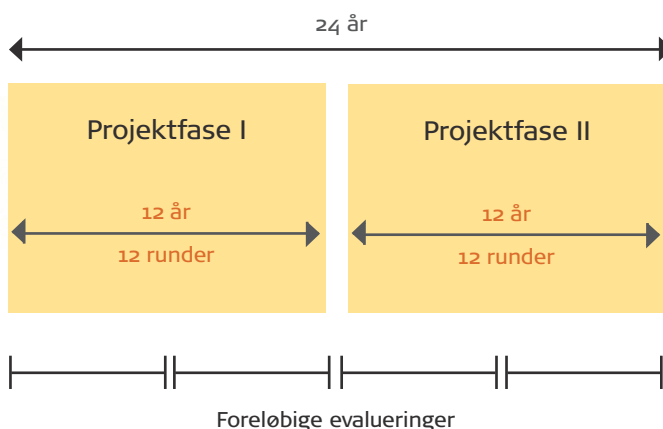 24 år
Projektfase I
Projektfase II
12 år
12 år
12 runder
12 runder
Foreløbige evalueringer